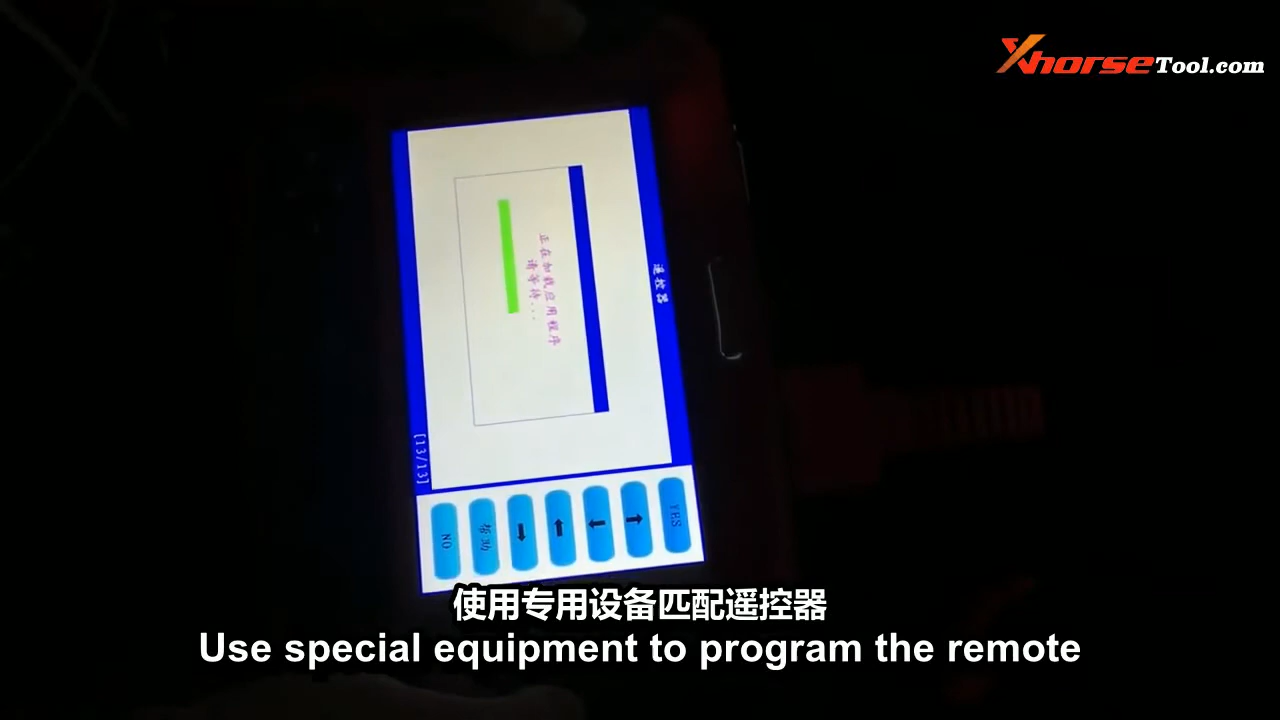 XhorseTool.com
遥控器
正在加载应用程序
请等待...
[13/13]
YES
帮助
NO
使用专用设备匹配遥控器
Use special equipment to program the remote